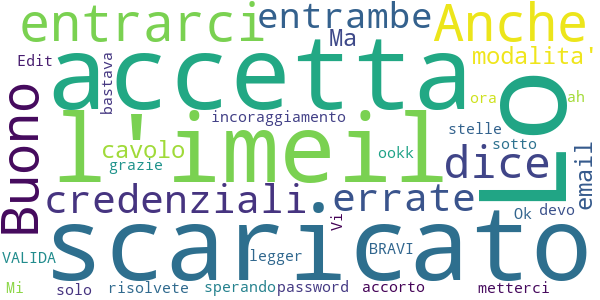 entrarci entrambe Anche
Ma
Edit accetta modalita'
bastava ora ah
Buono l'imeil Lo
incoraggiamento
cavolo stelle
grazie ookk dice sotto
email
credenziali errate Ok devo
Vi
scaricato
VALIDA legger BRAVI
Mi solo risolvete sperando password accorto metterci